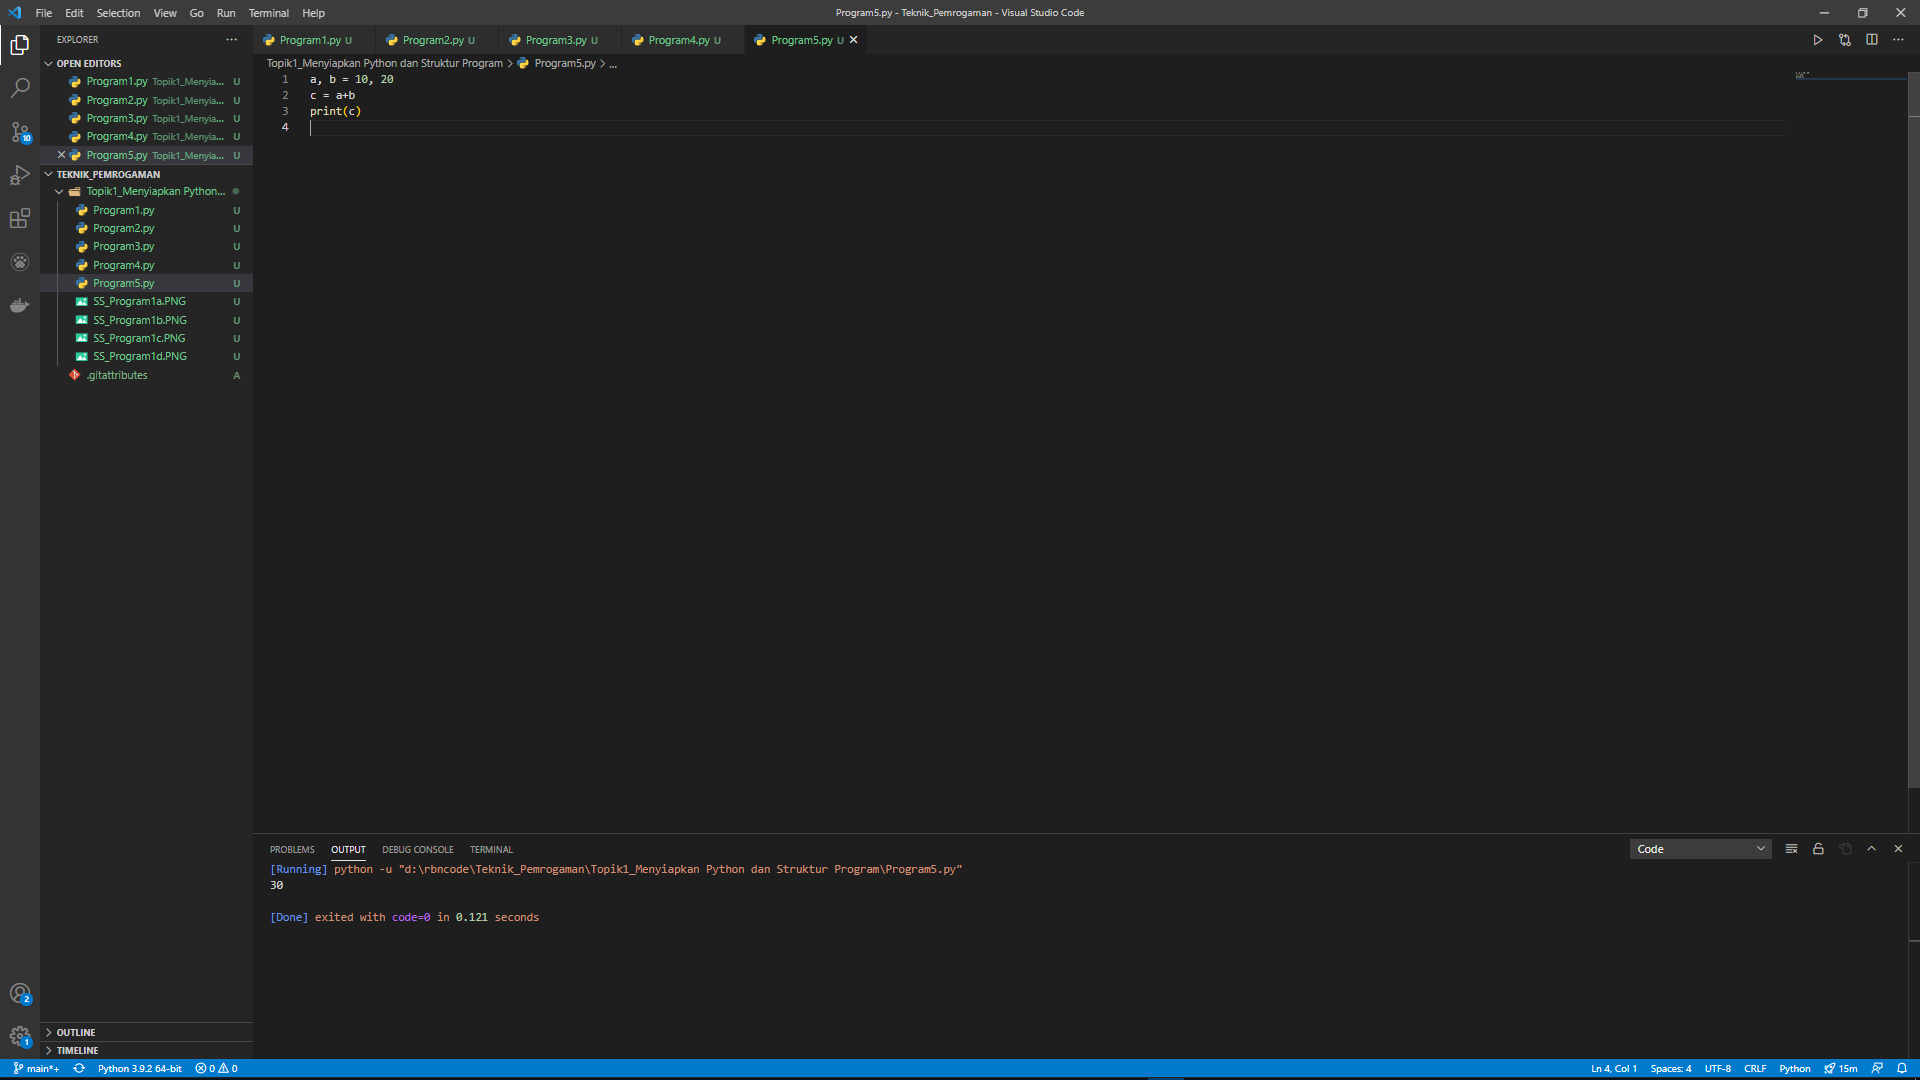 File Edit Selection View Go Run Terminal Help
Program5.py - Teknik_Pemrogaman - Visual Studio Code
EXPLORER
OPEN EDITORS
Program1.py Topik1_Menyia... U
Program2.py Topik1_Menyia... U
Program3.py Topik1_Menyia... U
Program4.py Topik1_Menyia... U
Program5.py Topik1_Menyia... U
TEKNIK_PEMROGAMAN
Topik1_Menyiapkan Python...
Program1.py U
Program2.py U
Program3.py U
Program4.py U
Program5.py U
SS_Program1a.PNG U
SS_Program1b.PNG U
SS_Program1c.PNG U
SS_Program1d.PNG U
.gitattributes A
OUTLINE
TIMELINE
10
2
1
Program1.py U Program2.py U Program3.py U Program4.py U Program5.py U
Topik1_Menyiapkan Python dan Struktur Program > Program5.py > ...
1 a, b = 10, 20
2 c = a+b
3 print(c)
4
PROBLEMS OUTPUT DEBUG CONSOLE TERMINAL
Code
[Running] python -u "d:\rbncode\Teknik_Pemrogaman\Topik1_Menyiapkan Python dan Struktur Program\Program5.py"
30
[Done] exited with code=0 in 0.121 seconds
main*+ Python 3.9.2 64-bit 0 0
Ln 4, Col 1 Spaces: 4 UTF-8 CRLF Python 15m